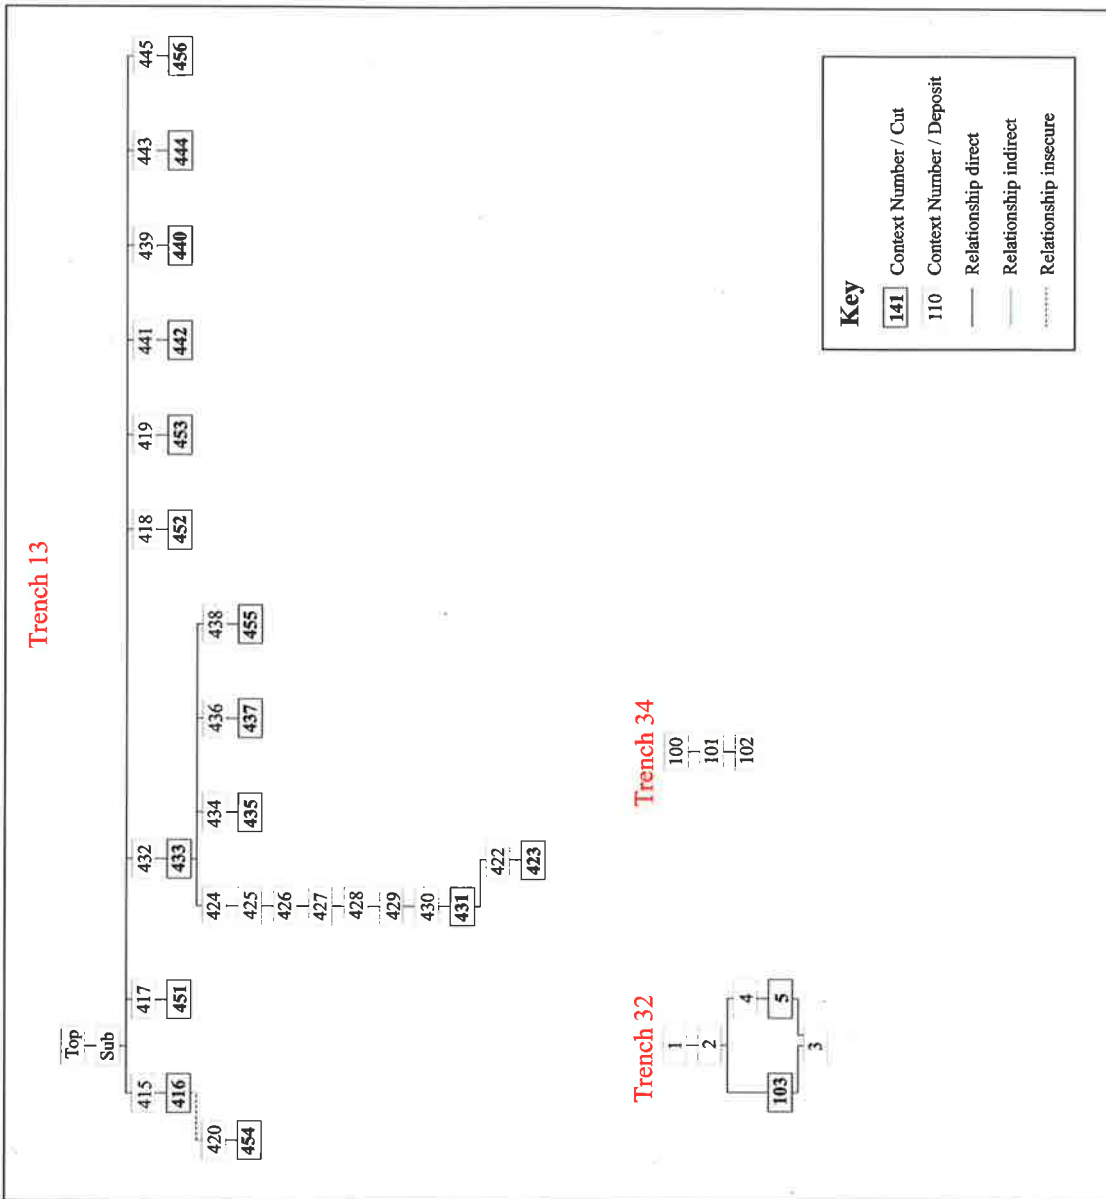 Trench 13
Top
Sub
415 417 432 418 419 441 439 443 445
416 451 433 452 453 442 440 444 456
420 424 434 436 438
454 425 435 437 455
426
427
428
429
430
431
422
423
Trench 32
1
2
4
103 5
3
Trench 34
100
101
102
Key
141 Context Number / Cut
110 Context Number / Deposit
Relationship direct
Relationship indirect
Relationship insecure